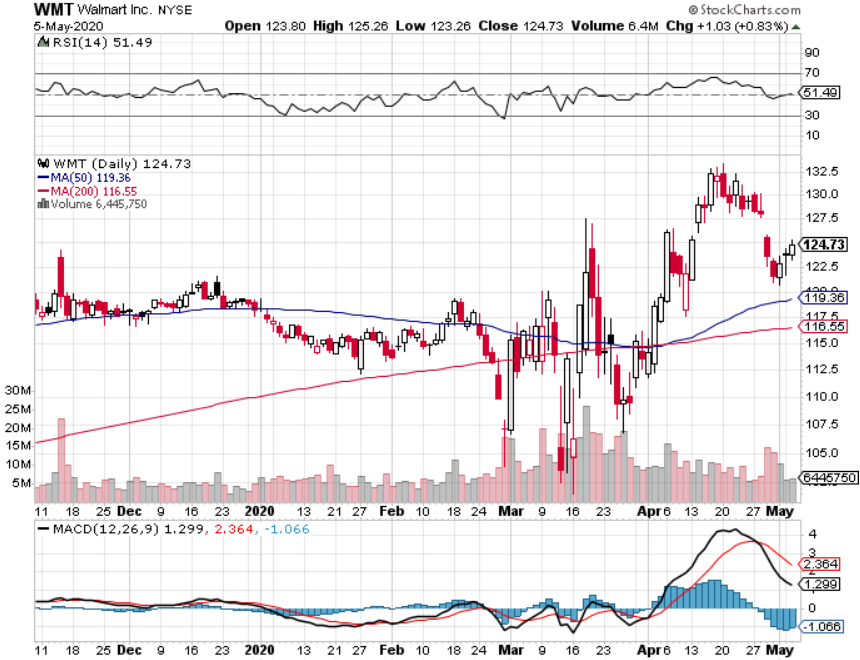 WMT Walmart Inc. NYSE
© StockCharts.com
5-May-2020
Open 123.80 High 125.26 Low 123.26 Close 124.73 Volume 6.4M Chg +1.03 (+0.83%)
RSI(14) 51.49
90
70
51.49
30
10
WMT (Daily) 124.73
MA(50) 119.36
MA(200) 116.55
Volume 6,445,750
132.5
130.0
127.5
124.73
122.5
119.36
117.5
116.55
115.0
112.5
110.0
107.5
105.0
6445750
30M
25M
20M
15M
10M
5M
11 18 25 Dec 9 16 23 2020 13 21 27 Feb 10 18 24 Mar 9 16 23 Apr 6 13 20 27 May
MACD(12,26,9) 1.299, 2.364, -1.066
4
3
2.364
1.299
0
-1.066
11 18 25 Dec 9 16 23 2020 13 21 27 Feb 10 18 24 Mar 9 16 23 Apr 6 13 20 27 May